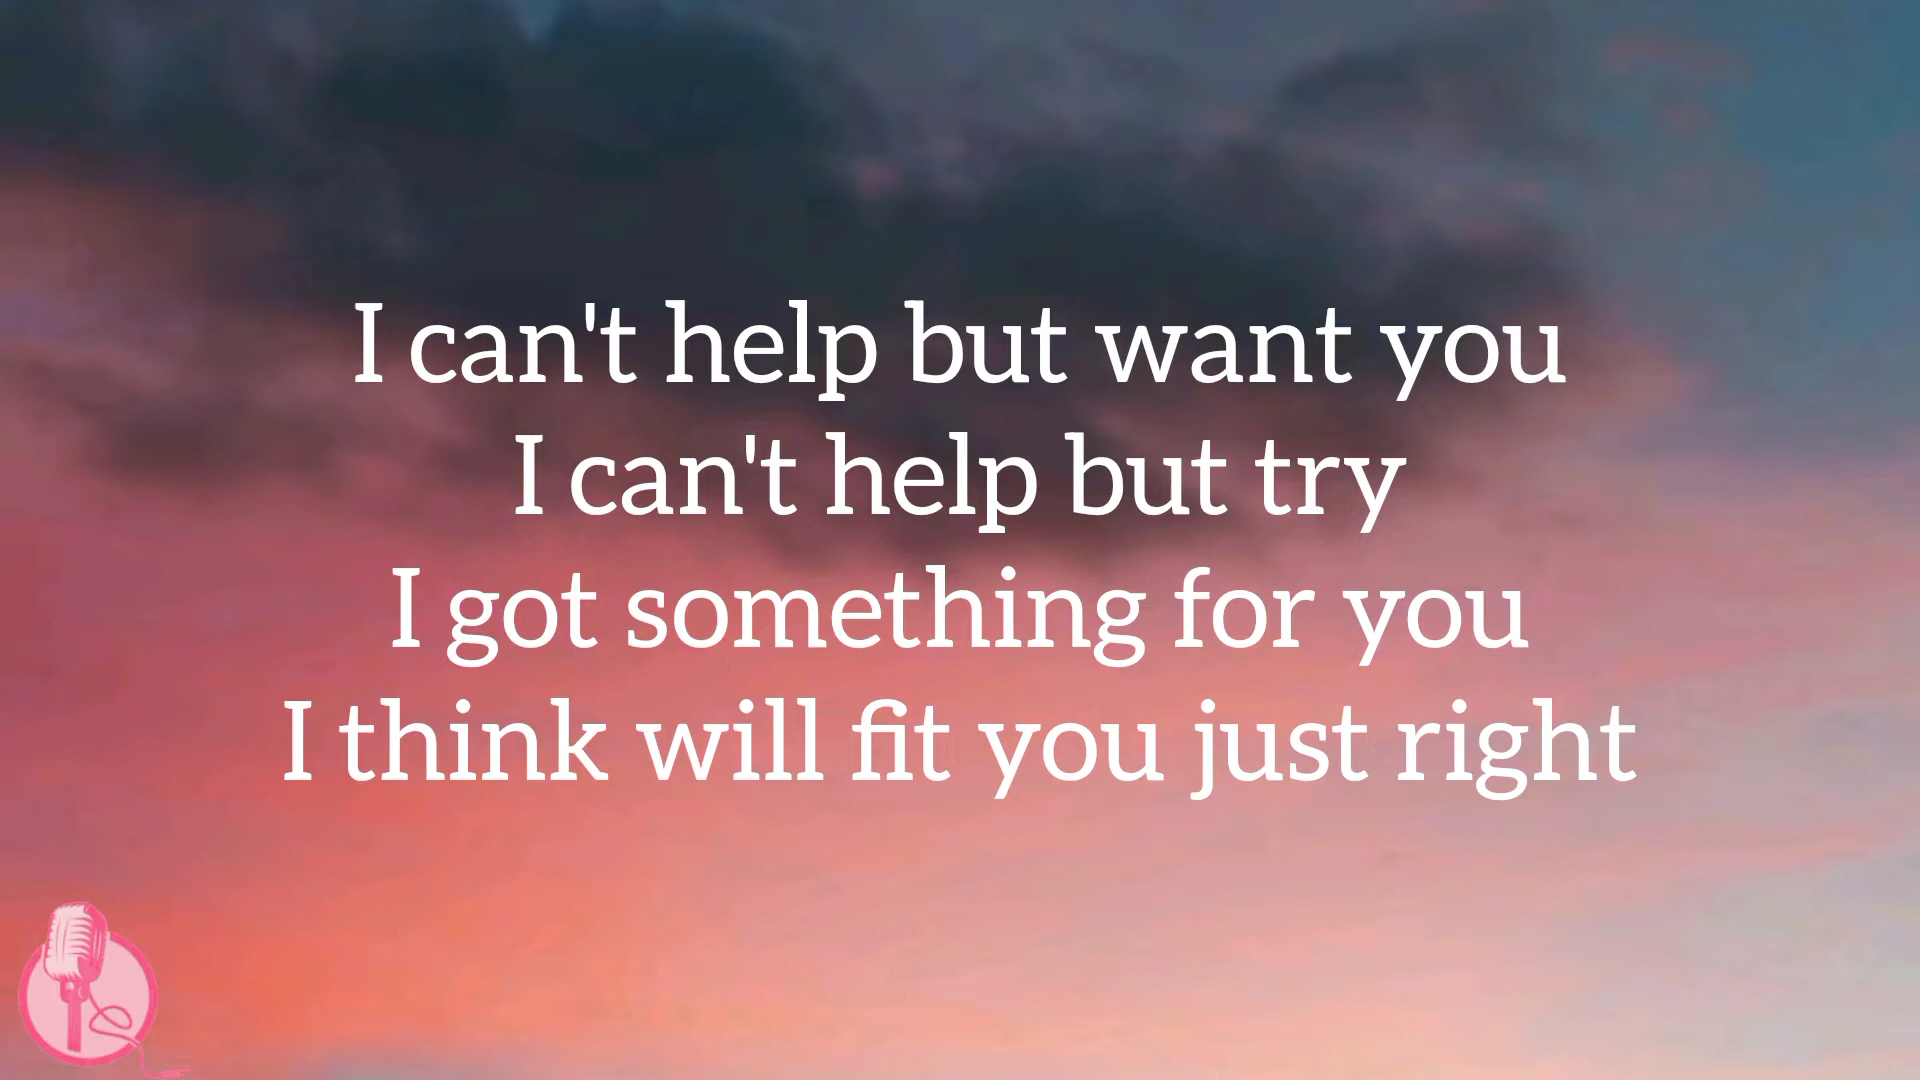 I can't help but want you
I can't help but try
I got something for you
I think will fit you just right